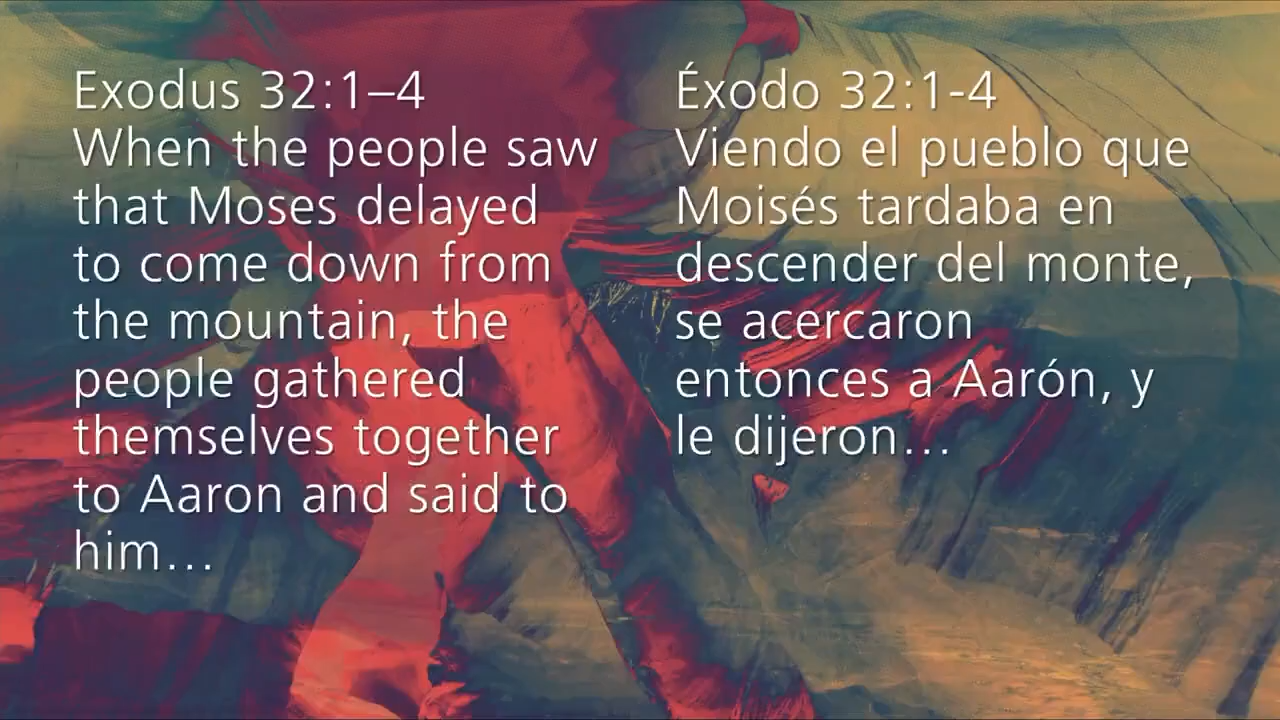 Exodus 32:1–4
When the people saw
that Moses delayed
to come down from
the mountain, the
people gathered
themselves together
to Aaron and said to
him…
Éxodo 32:1-4
Viendo el pueblo que
Moisés tardaba en
descender del monte,
se acercaron
entonces a Aarón, y
le dijeron…